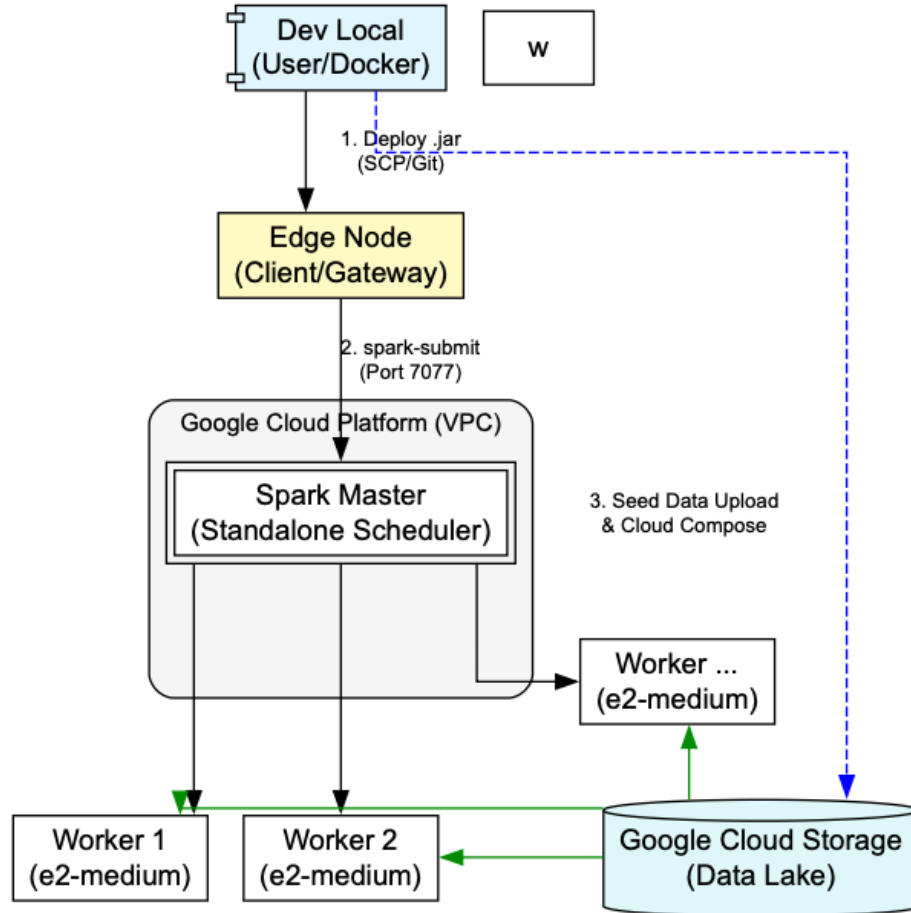 Dev Local
(User/Docker)
w
1. Deploy .jar
(SCP/Git)
Edge Node
(Client/Gateway)
2. spark-submit
(Port 7077)
Google Cloud Platform (VPC)
Spark Master
(Standalone Scheduler)
3. Seed Data Upload
& Cloud Compose
Worker ...
(e2-medium)
Worker 1
(e2-medium)
Worker 2
(e2-medium)
Google Cloud Storage
(Data Lake)